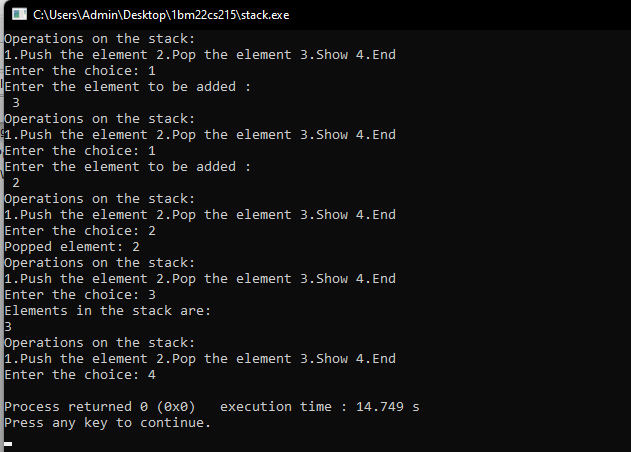 C:\Users\Admin\Desktop\1bm22cs215\stack.exe
Operations on the stack:
1.Push the element 2.Pop the element 3.Show 4.End
Enter the choice: 1
Enter the element to be added :
 3
Operations on the stack:
1.Push the element 2.Pop the element 3.Show 4.End
Enter the choice: 1
Enter the element to be added :
 2
Operations on the stack:
1.Push the element 2.Pop the element 3.Show 4.End
Enter the choice: 2
Popped element: 2
Operations on the stack:
1.Push the element 2.Pop the element 3.Show 4.End
Enter the choice: 3
Elements in the stack are:
3
Operations on the stack:
1.Push the element 2.Pop the element 3.Show 4.End
Enter the choice: 4

Process returned 0 (0x0)   execution time : 14.749 s
Press any key to continue.